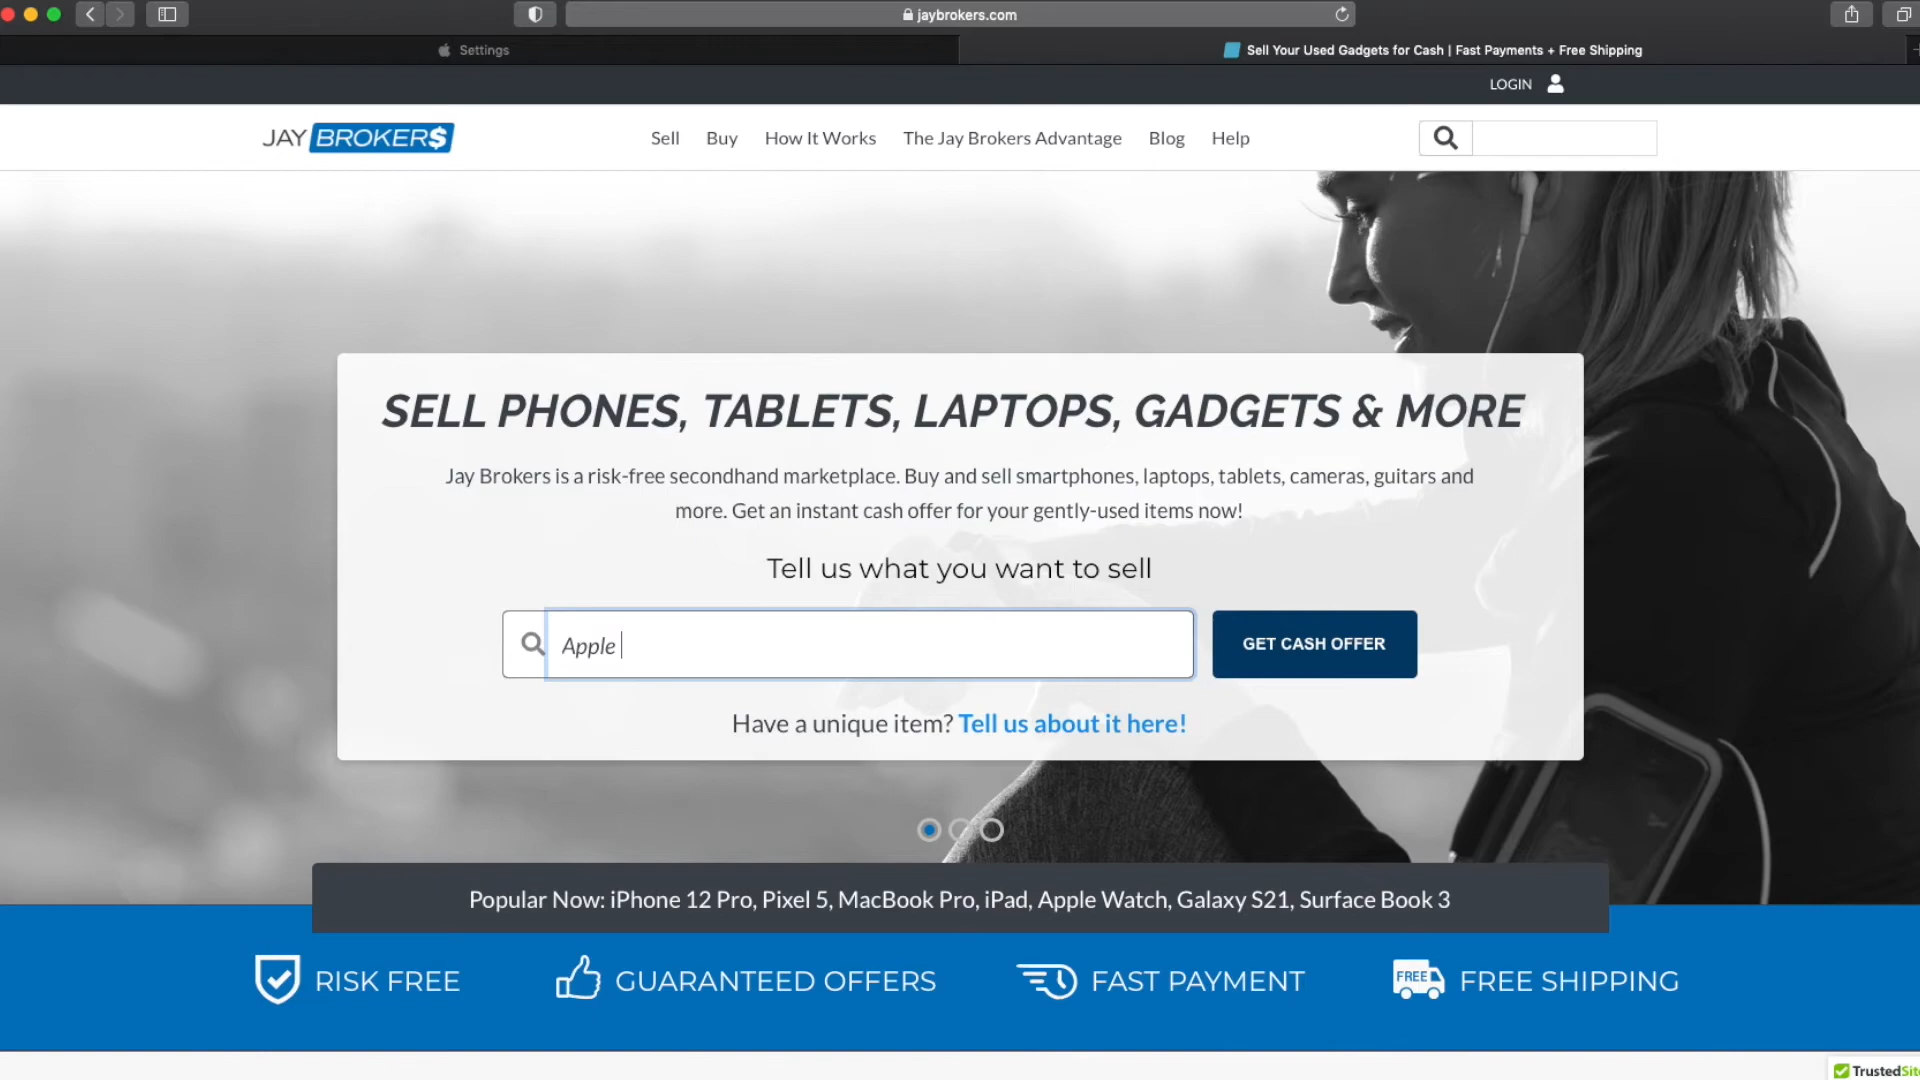 jaybrokers.com
Settings
Sell Your Used Gadgets for Cash | Fast Payments + Free Shipping
LOGIN
JAY BROKER$
Sell Buy How It Works The Jay Brokers Advantage Blog Help
SELL PHONES, TABLETS, LAPTOPS, GADGETS & MORE
Jay Brokers is a risk-free secondhand marketplace. Buy and sell smartphones, laptops, tablets, cameras, guitars and
more. Get an instant cash offer for your gently-used items now!
Tell us what you want to sell
Apple
GET CASH OFFER
Have a unique item? Tell us about it here!
Popular Now: iPhone 12 Pro, Pixel 5, MacBook Pro, iPad, Apple Watch, Galaxy S21, Surface Book 3
RISK FREE
GUARANTEED OFFERS
FAST PAYMENT
FREE
FREE SHIPPING
TrustedSite